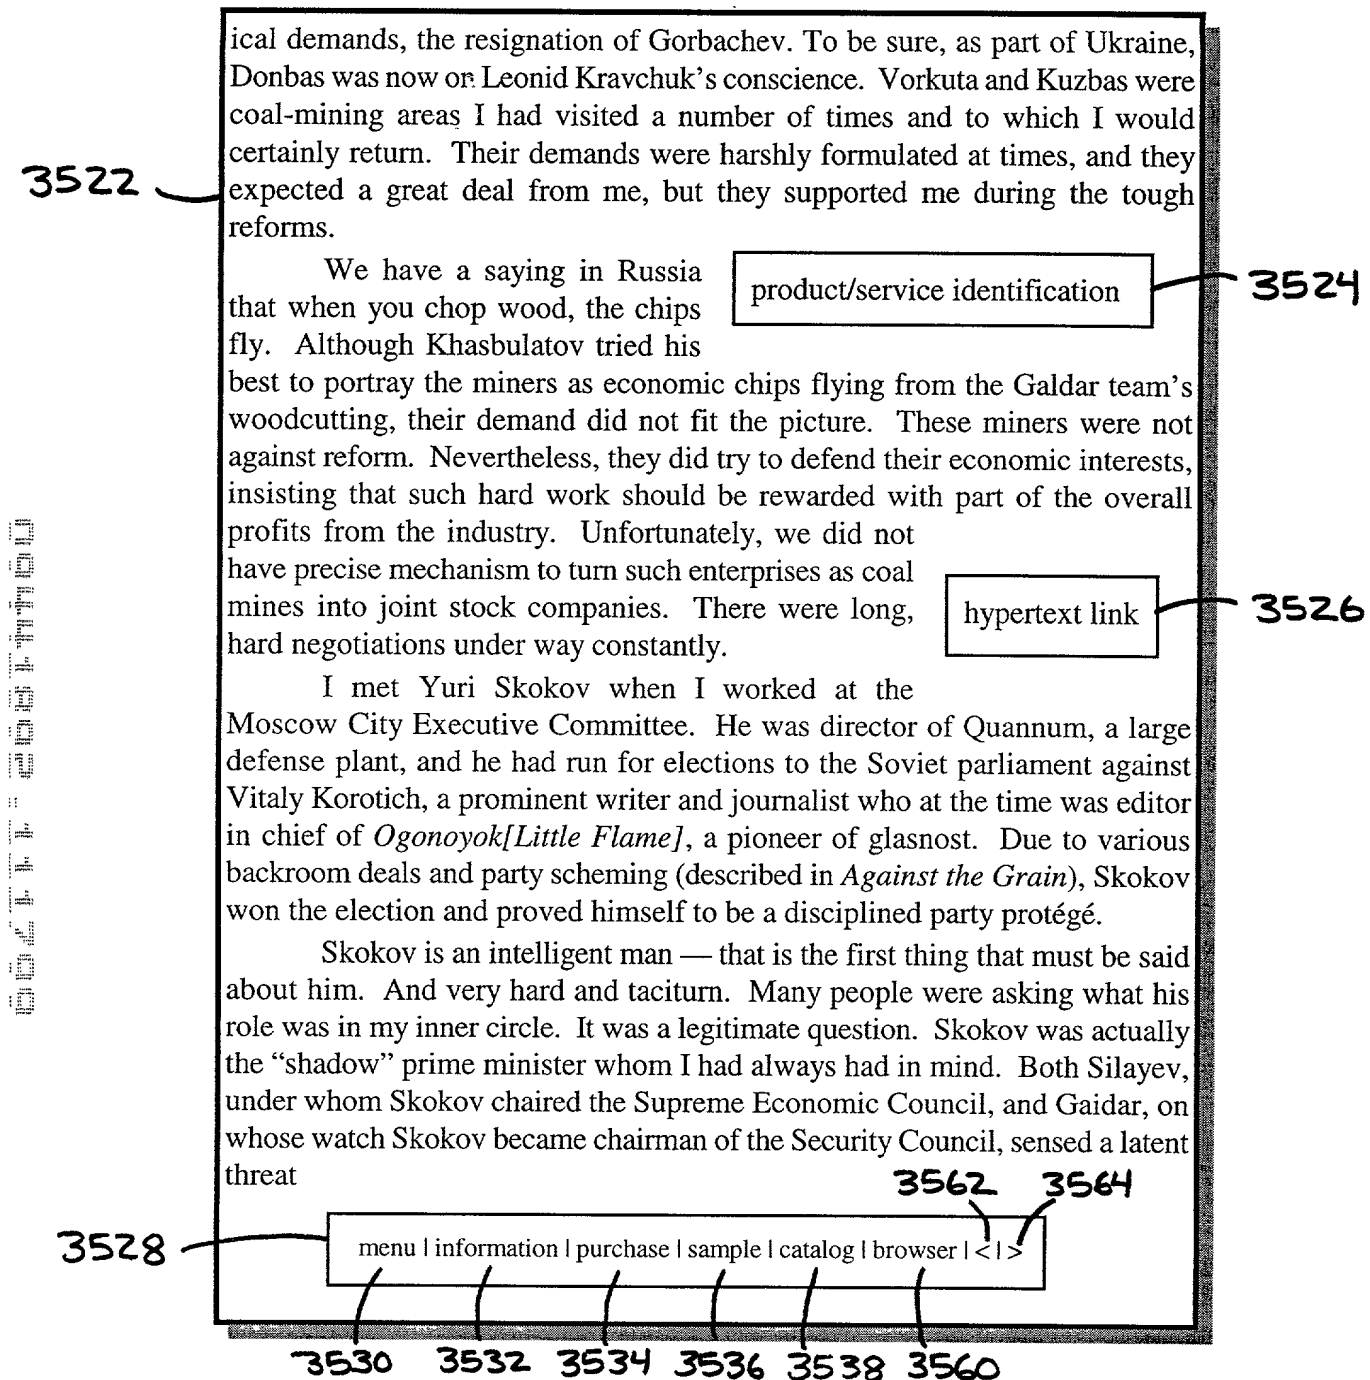 ical demands, the resignation of Gorbachev. To be sure, as part of Ukraine,
Donbas was now on Leonid Kravchuk's conscience. Vorkuta and Kuzbas were
coal-mining areas I had visited a number of times and to which I would
certainly return. Their demands were harshly formulated at times, and they
3522
expected a great deal from me, but they supported me during the tough
reforms.
We have a saying in Russia
that when you chop wood, the chips
fly. Although Khasbulatov tried his
product/service identification
3524
best to portray the miners as economic chips flying from the Galdar team's
woodcutting, their demand did not fit the picture. These miners were not
against reform. Nevertheless, they did try to defend their economic interests,
insisting that such hard work should be rewarded with part of the overall
profits from the industry. Unfortunately, we did not
have precise mechanism to turn such enterprises as coal
mines into joint stock companies. There were long,
hard negotiations under way constantly.
hypertext link
3526
I met Yuri Skokov when I worked at the
Moscow City Executive Committee. He was director of Quannum, a large
defense plant, and he had run for elections to the Soviet parliament against
Vitaly Korotich, a prominent writer and journalist who at the time was editor
in chief of Ogonoyok[Little Flame], a pioneer of glasnost. Due to various
backroom deals and party scheming (described in Against the Grain), Skokov
won the election and proved himself to be a disciplined party protégé.
Skokov is an intelligent man — that is the first thing that must be said
about him. And very hard and taciturn. Many people were asking what his
role was in my inner circle. It was a legitimate question. Skokov was actually
the "shadow" prime minister whom I had always had in mind. Both Silayev,
under whom Skokov chaired the Supreme Economic Council, and Gaidar, on
whose watch Skokov became chairman of the Security Council, sensed a latent
threat
3562 3564
3528
menu | information | purchase | sample | catalog | browser | < | >
3530 3532 3534 3536 3538 3560